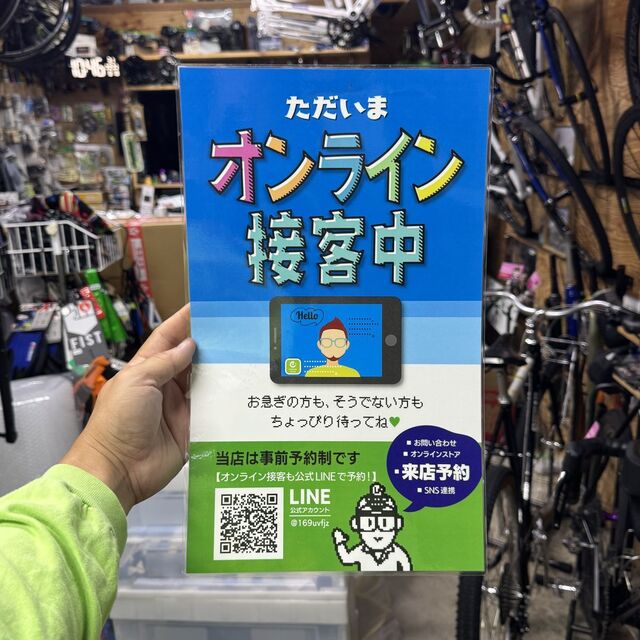 ただいま
オンライン
接客中
Hello
お急ぎの方も、そうでない方も
ちょっぴり待ってね♥
当店は事前予約制です
【オンライン接客も公式LINEで予約！】
LINE
公式アカウント
@169uvfjz
■ お問い合わせ
■ オンラインストア
■ 来店予約
■ SNS連携
FIST